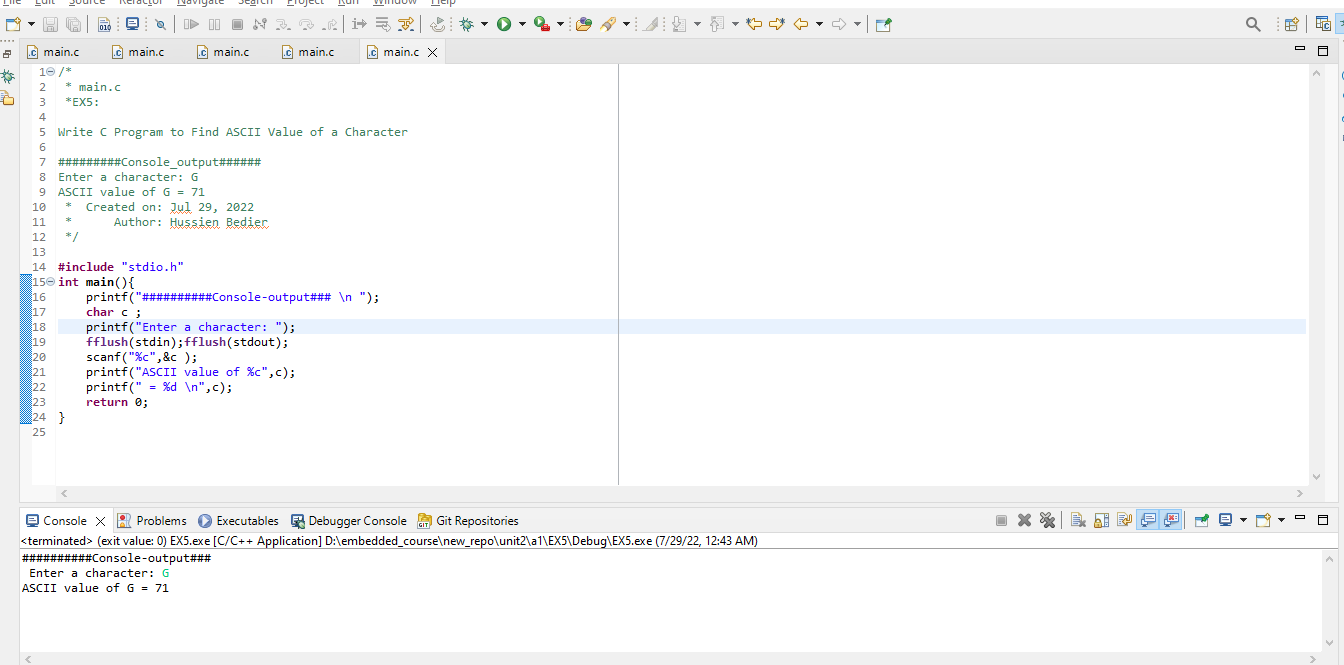 File Edit Source Refactor Navigate Search Project Run Window Help
main.c main.c main.c main.c main.c
1 /*
2  * main.c
3  *EX5:
4
5 Write C Program to Find ASCII Value of a Character
6
7 #########Console_output######
8 Enter a character: G
9 ASCII value of G = 71
10  *  Created on: Jul 29, 2022
11  *      Author: Hussien Bedier
12  */
13
14 #include "stdio.h"
15 int main(){
16     printf("##########Console-output### \n ");
17     char c ;
18     printf("Enter a character: ");
19     fflush(stdin);fflush(stdout);
20     scanf("%c",&c );
21     printf("ASCII value of %c",c);
22     printf(" = %d \n",c);
23     return 0;
24 }
25
Console Problems Executables Debugger Console Git Repositories
<terminated> (exit value: 0) EX5.exe [C/C++ Application] D:\embedded_course\new_repo\unit2\a1\EX5\Debug\EX5.exe (7/29/22, 12:43 AM)
##########Console-output###
 Enter a character: G
ASCII value of G = 71